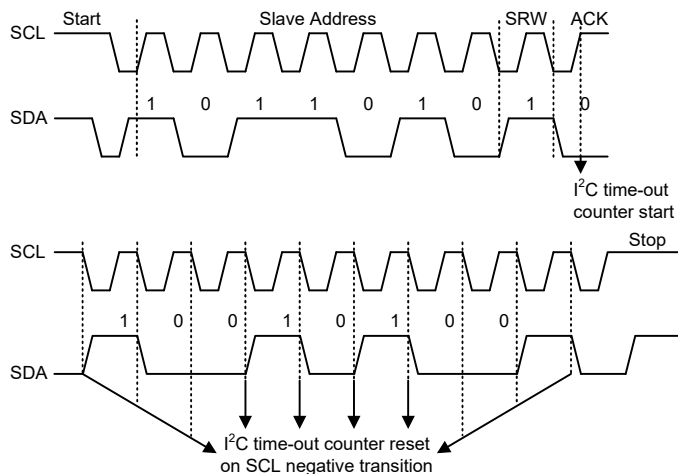 Start Slave Address SRW ACK
SCL
1 0 1 1 0 1 0 1 0
SDA
I²C time-out
counter start
SCL Stop
1 0 0 1 0 1 0 0
SDA
I²C time-out counter reset
on SCL negative transition